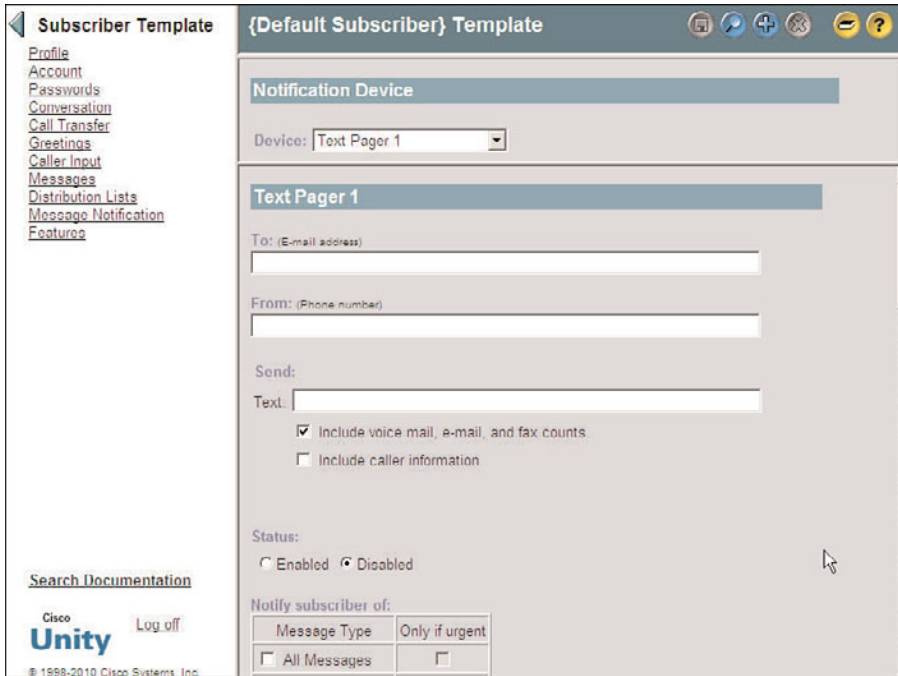 Subscriber Template
Profile
Account
Passwords
Conversation
Call Transfer
Greetings
Caller Input
Messages
Distribution Lists
Message Notification
Features
Search Documentation
Cisco
Unity
Log off
© 1998-2010 Cisco Systems, Inc.
{Default Subscriber} Template
?
Notification Device
Device: Text Pager 1
Text Pager 1
To: (E-mail address)
From: (Phone number)
Send:
Text:
Include voice mail, e-mail, and fax counts.
Include caller information
Status:
Enabled Disabled
Notify subscriber of:
Message Type Only if urgent
All Messages